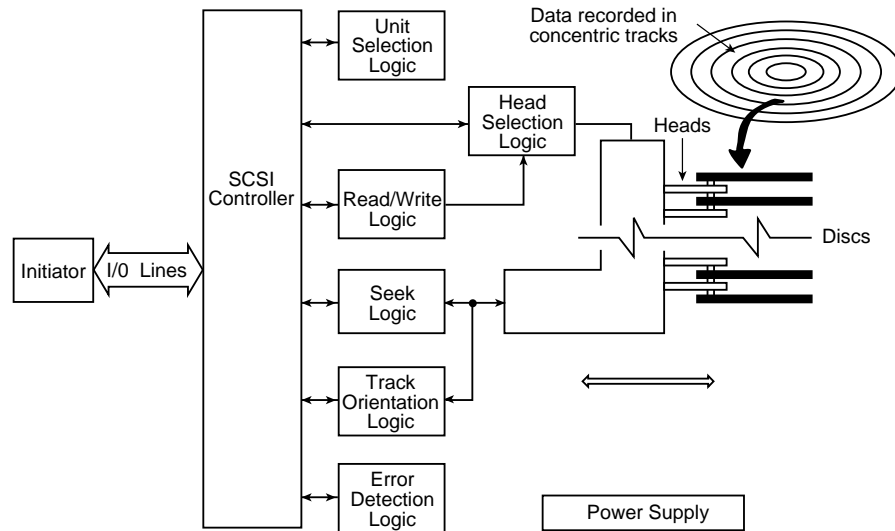 Data recorded in
concentric tracks
Unit
Selection
Logic
Head
Selection
Logic
Heads
SCSI
Controller
Read/Write
Logic
Discs
Initiator
I/0 Lines
Seek
Logic
Track
Orientation
Logic
Error
Detection
Logic
Power Supply